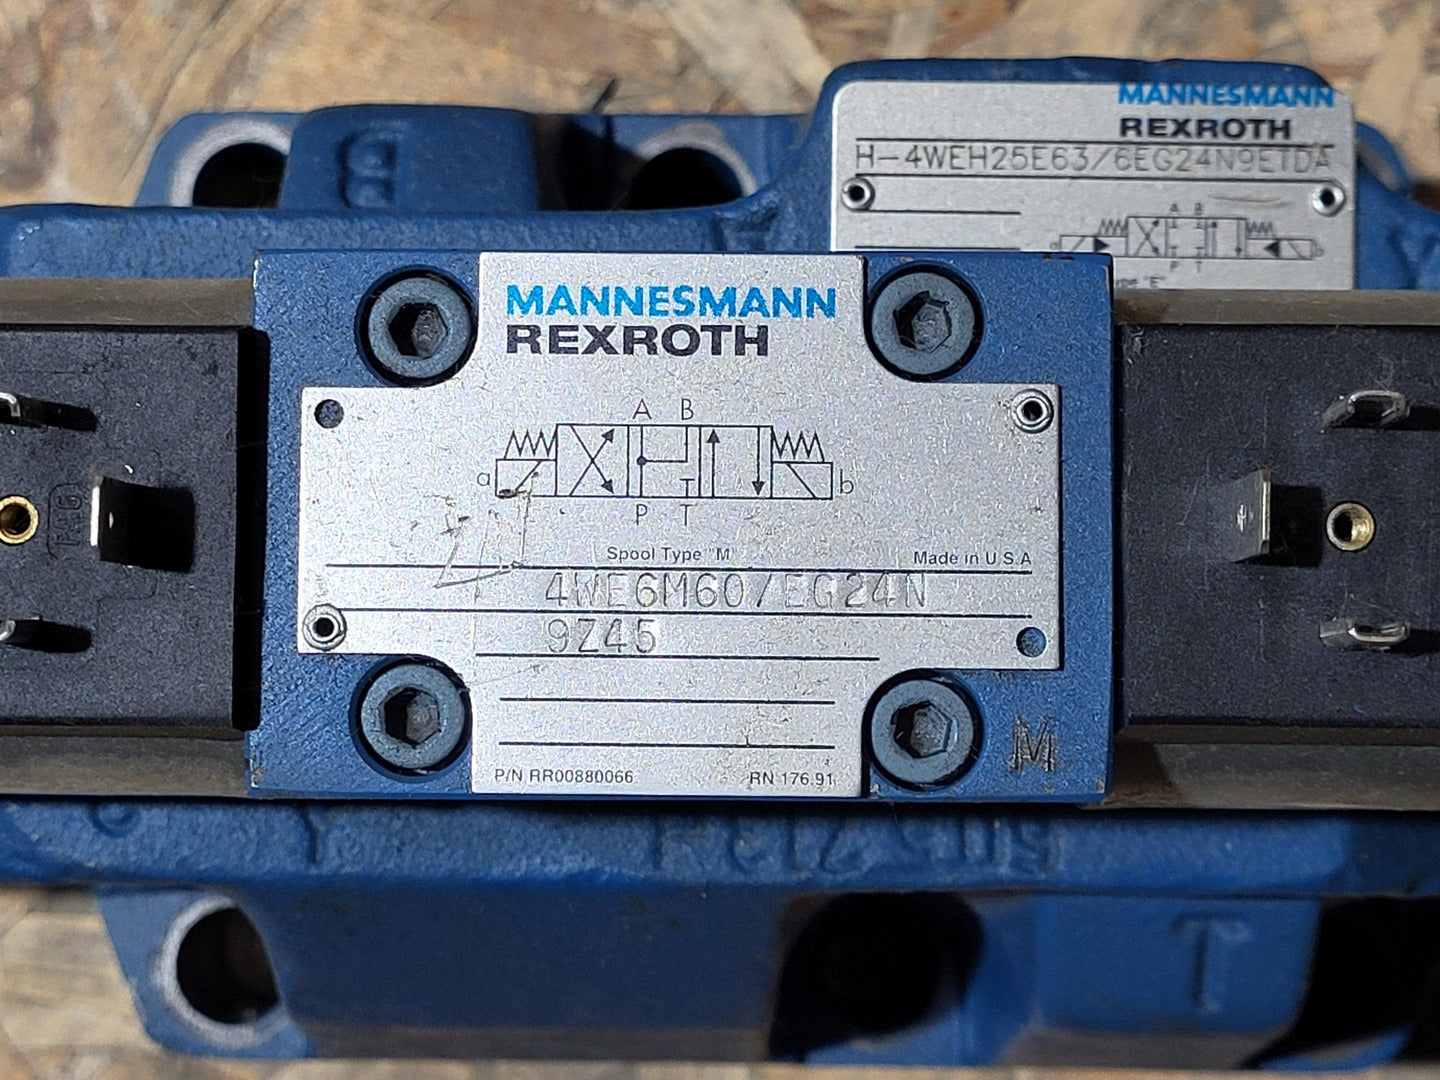 MANNESMANN
REXROTH
H-4WEH25E63/6EG24N9ETDA
A B
P T
B
MANNESMANN
REXROTH
A B
a b
P T
Spool Type "M" Made in U.S.A
4WE6M60/EG24N
9Z45
P/N RR00880066 RN 176.91
M
T